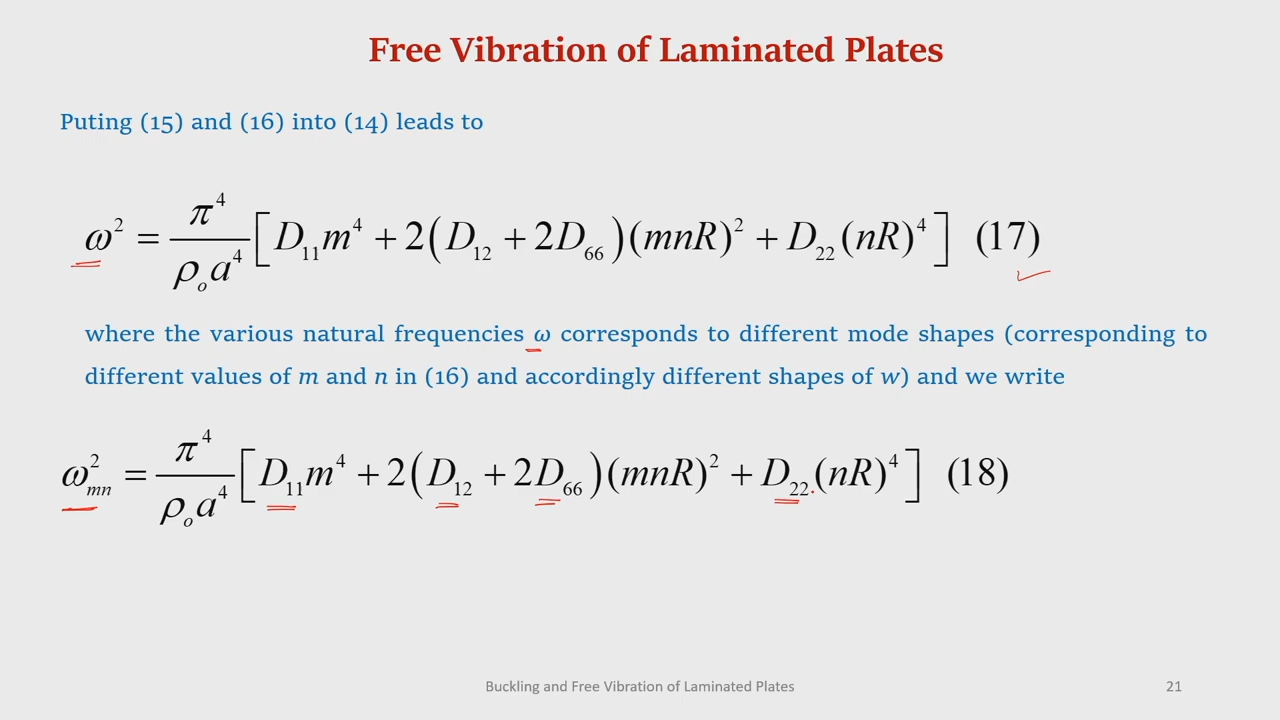 Free Vibration of Laminated Plates
Puting (15) and (16) into (14) leads to
ω² = π⁴/ρₒa⁴ [D₁₁m⁴ + 2(D₁₂ + 2D₆₆)(mnR)² + D₂₂(nR)⁴] (17)
where the various natural frequencies ω corresponds to different mode shapes (corresponding to
different values of m and n in (16) and accordingly different shapes of w) and we write
ω²ₘₙ = π⁴/ρₒa⁴ [D₁₁m⁴ + 2(D₁₂ + 2D₆₆)(mnR)² + D₂₂(nR)⁴] (18)
Buckling and Free Vibration of Laminated Plates
21